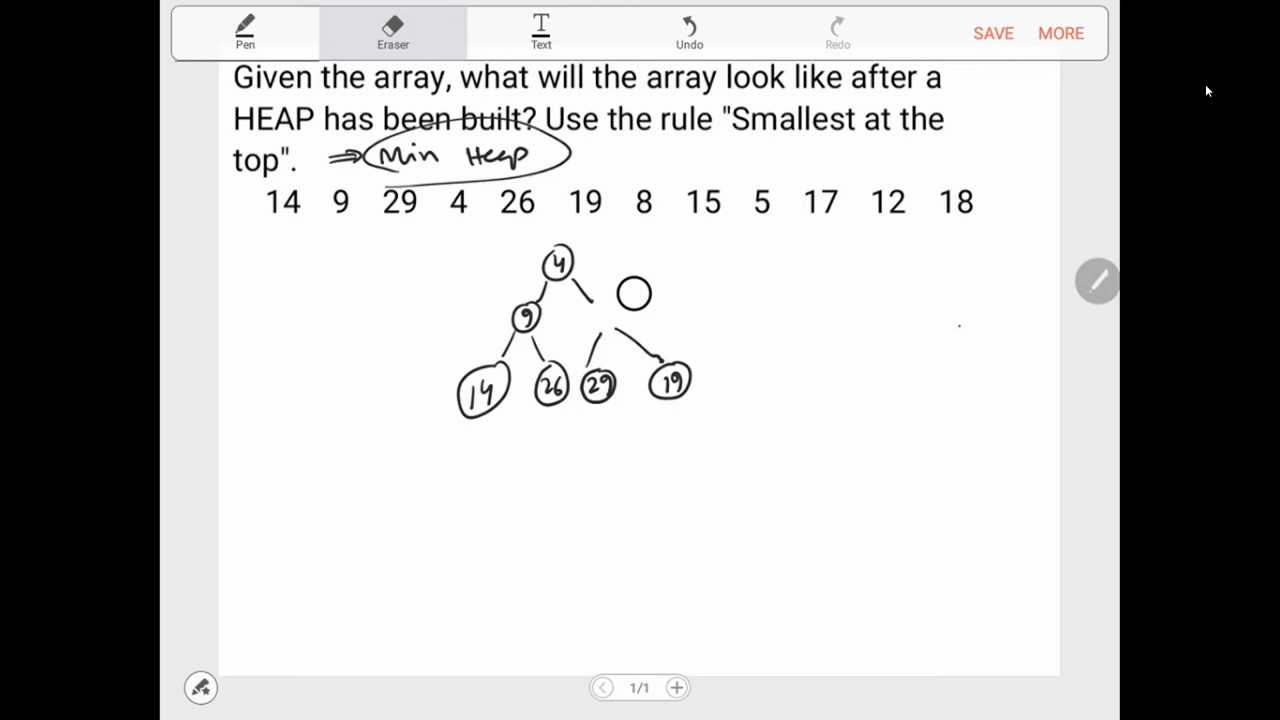 Pen Eraser Text Undo Redo SAVE MORE
Given the array, what will the array look like after a
HEAP has been built? Use the rule "Smallest at the
top". ⇒ Min Heap
14 9 29 4 26 19 8 15 5 17 12 18
4
9
14 26 29 19
1/1